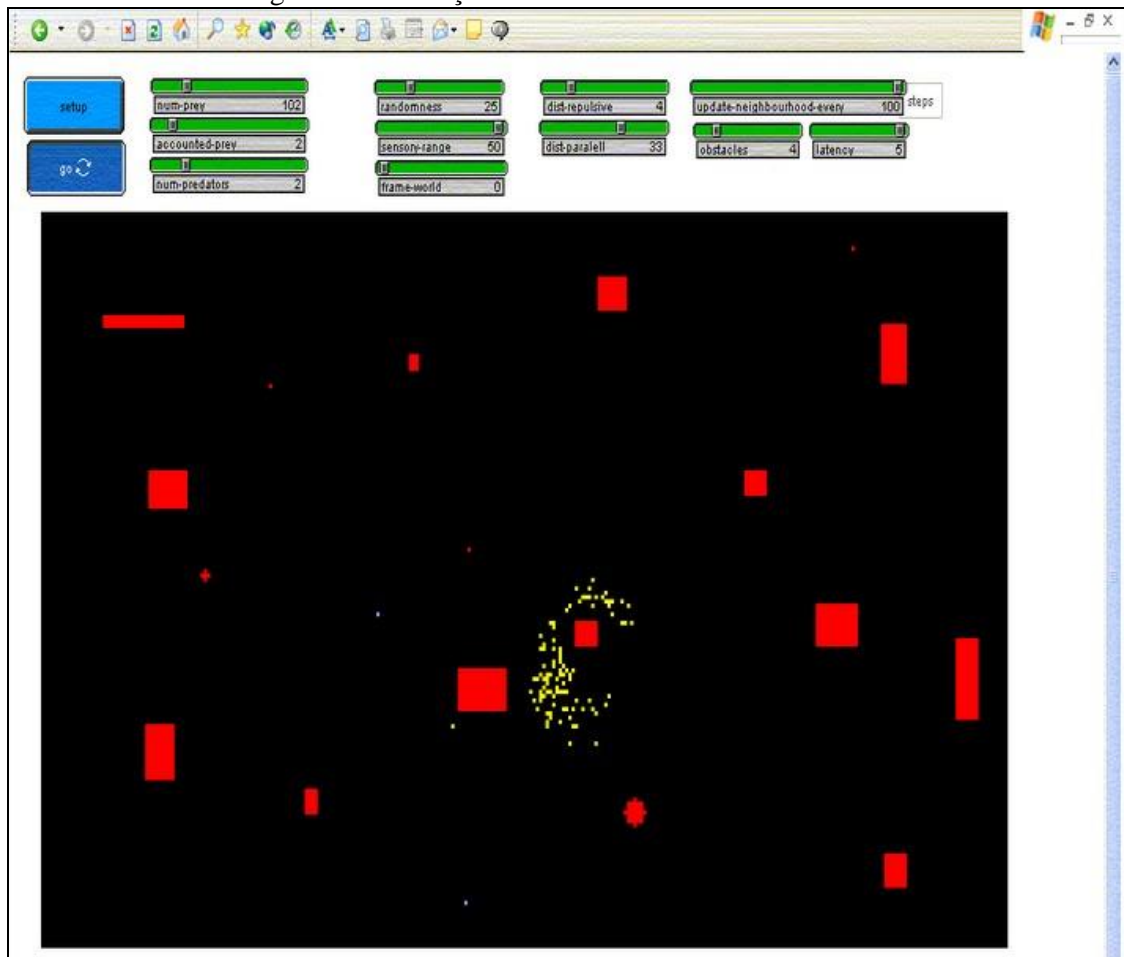 setup
go
num-prey 102
accounted-prey 2
num-predators 2
randomness 25
sensory-range 50
frame-world 0
dist-repulsive 4
dist-paralell 33
update-neighbourhood-every 100 steps
obstacles 4
latency 5